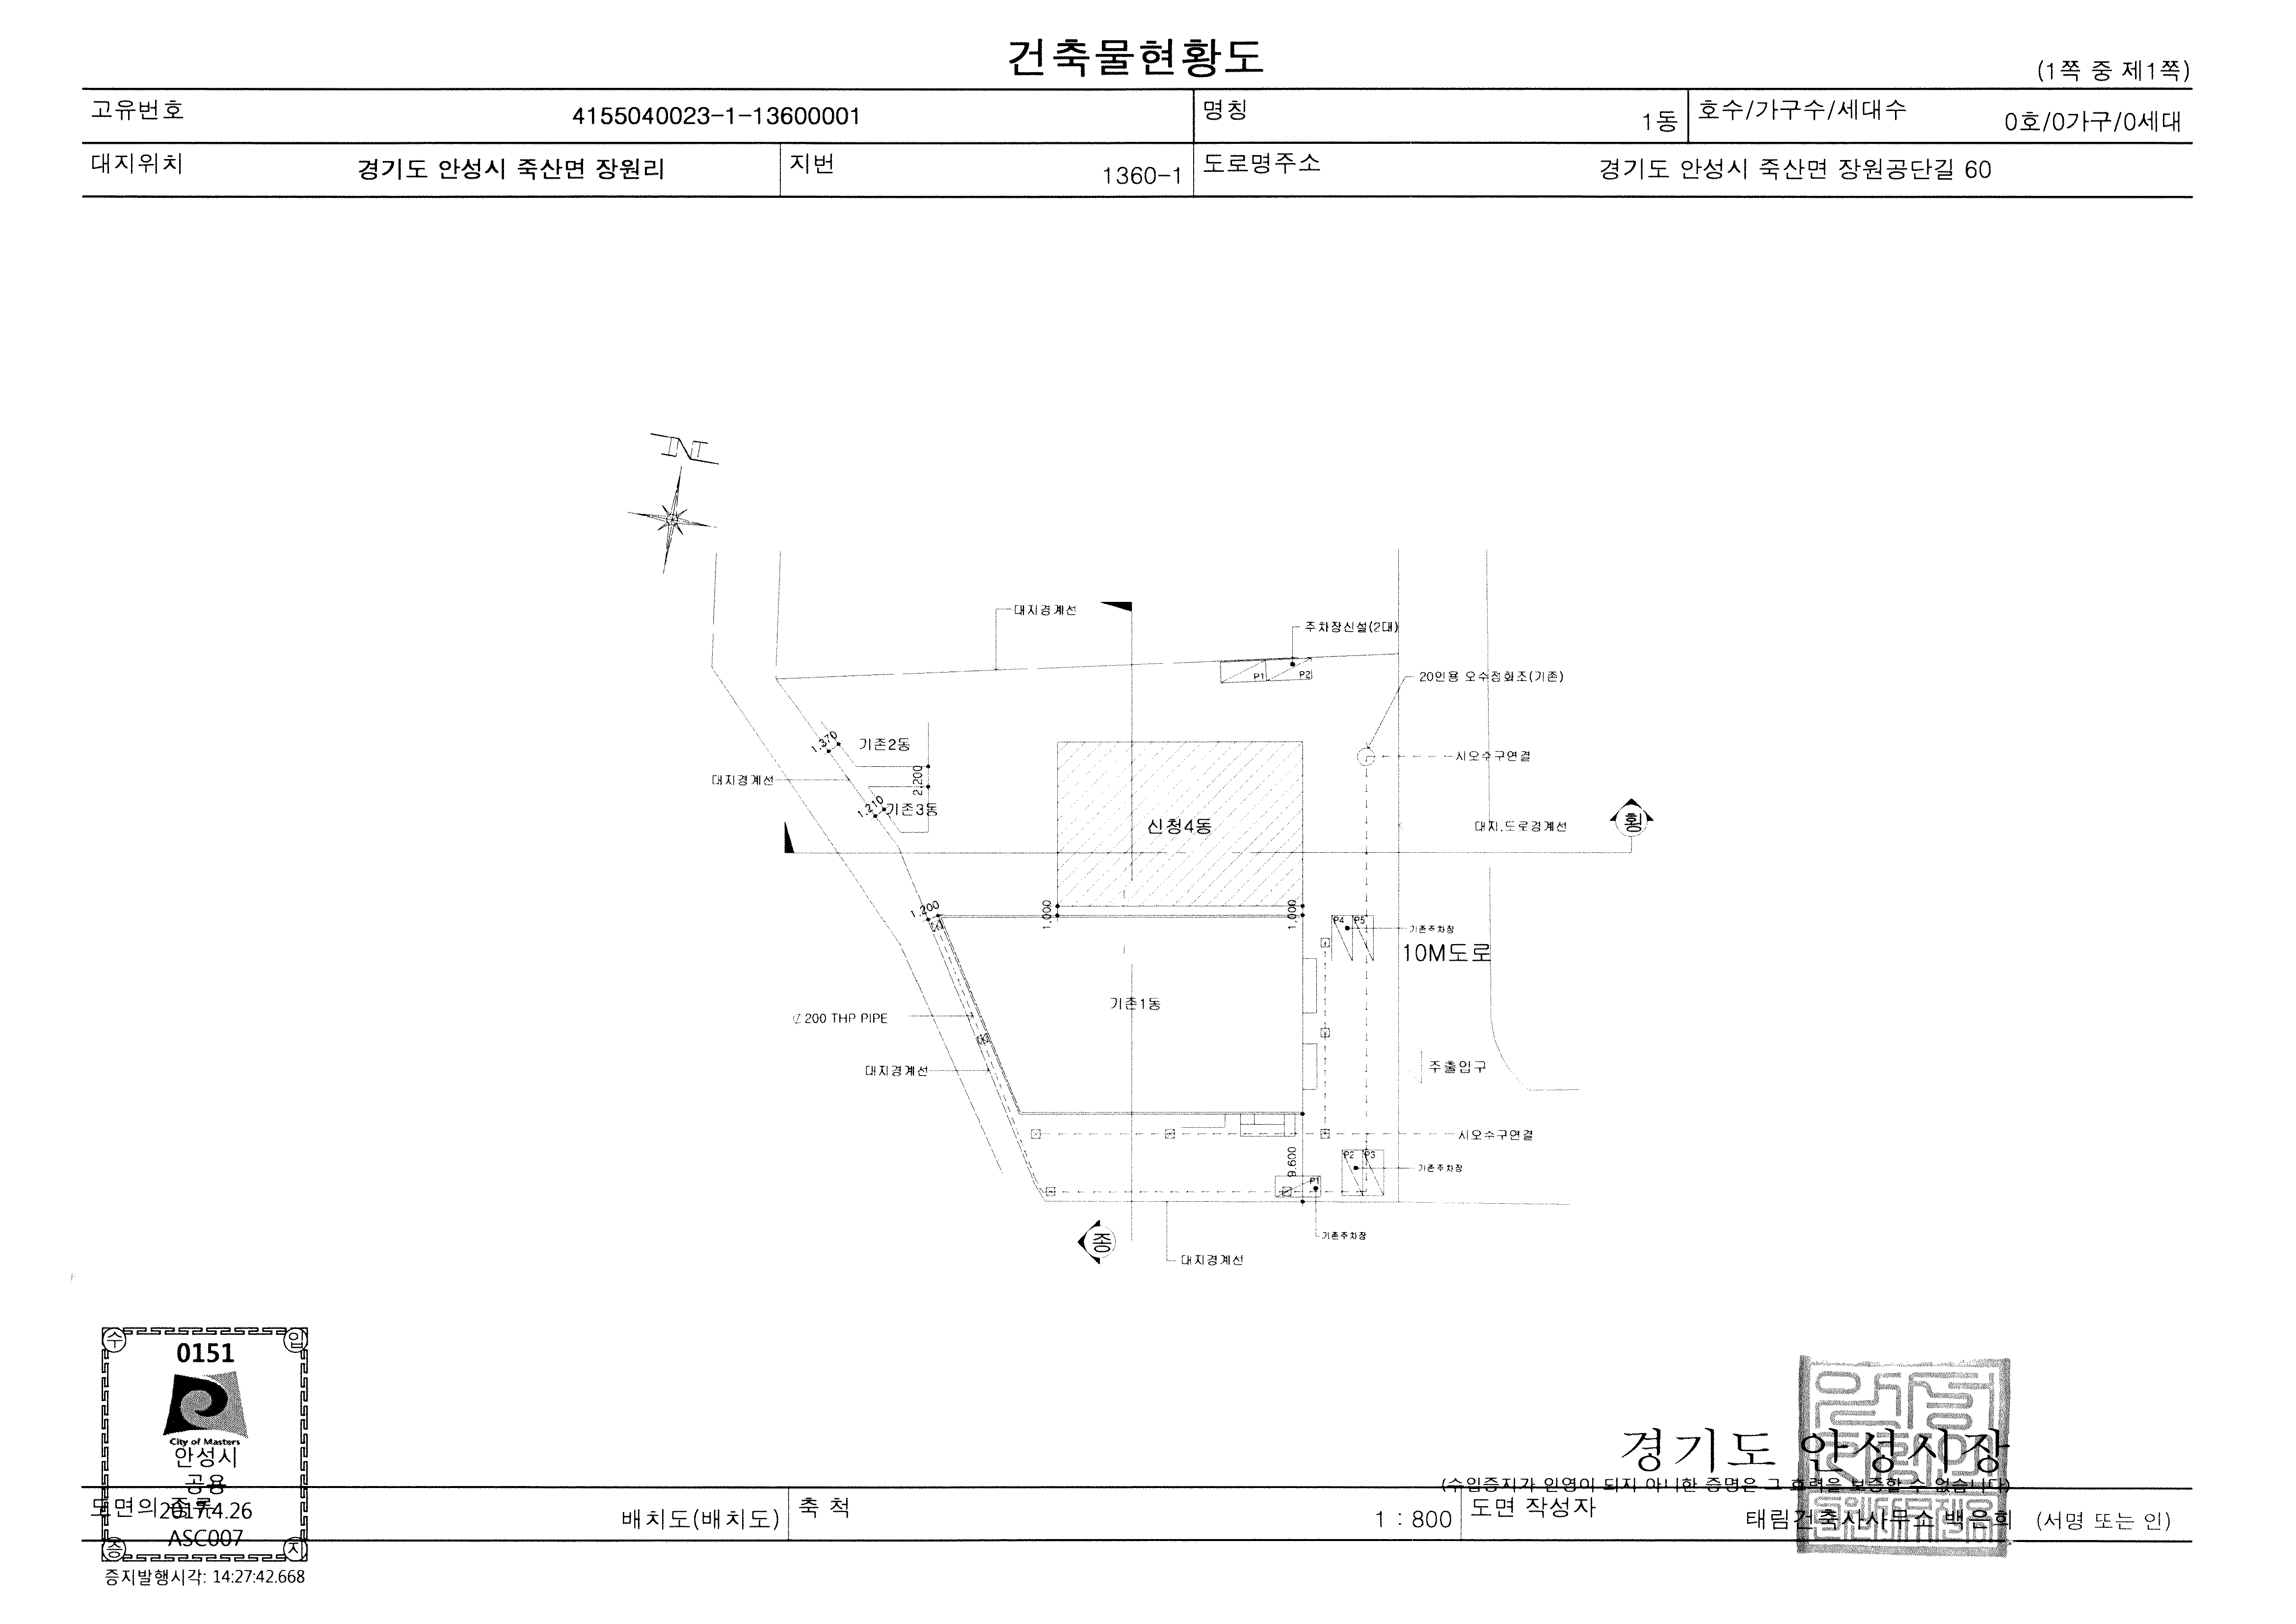 건축물현황도
(1쪽 중 제1쪽)
고유번호 4155040023-1-13600001 명칭 1동 호수/가구수/세대수 0호/0가구/0세대
대지위치 경기도 안성시 죽산면 장원리 지번 1360-1 도로명주소 경기도 안성시 죽산면 장원공단길 60
N
대지경계선
주차장신설(2대)
P1 P2
20인용 오수정화조(기존)
1.370 기존2동
시오수구연결
대지경계선
2.200
1.210 기존3동
신청4동
대지,도로경계선
횡
1.200
1.000
1.000
P4 P5
기존주차장
10M도로
기존1동
200 THP PIPE
대지경계선
주출입구
시오수구연결
9.600
P2 P3
기존주차장
P1
기존주차장
종
대지경계선
수 입
0151
City of Masters
안성시
공용
2017.4.26
ASC007
증 지
증지발행시각: 14:27:42.668
경기도 안성시장
(수입증지가 인영이 되지 아니한 증명은 그 효력을 보증할 수 없습니다)
도면의 종류 배치도(배치도) 축 척 1 : 800 도면 작성자 태림건축사사무소 백은희 (서명 또는 인)